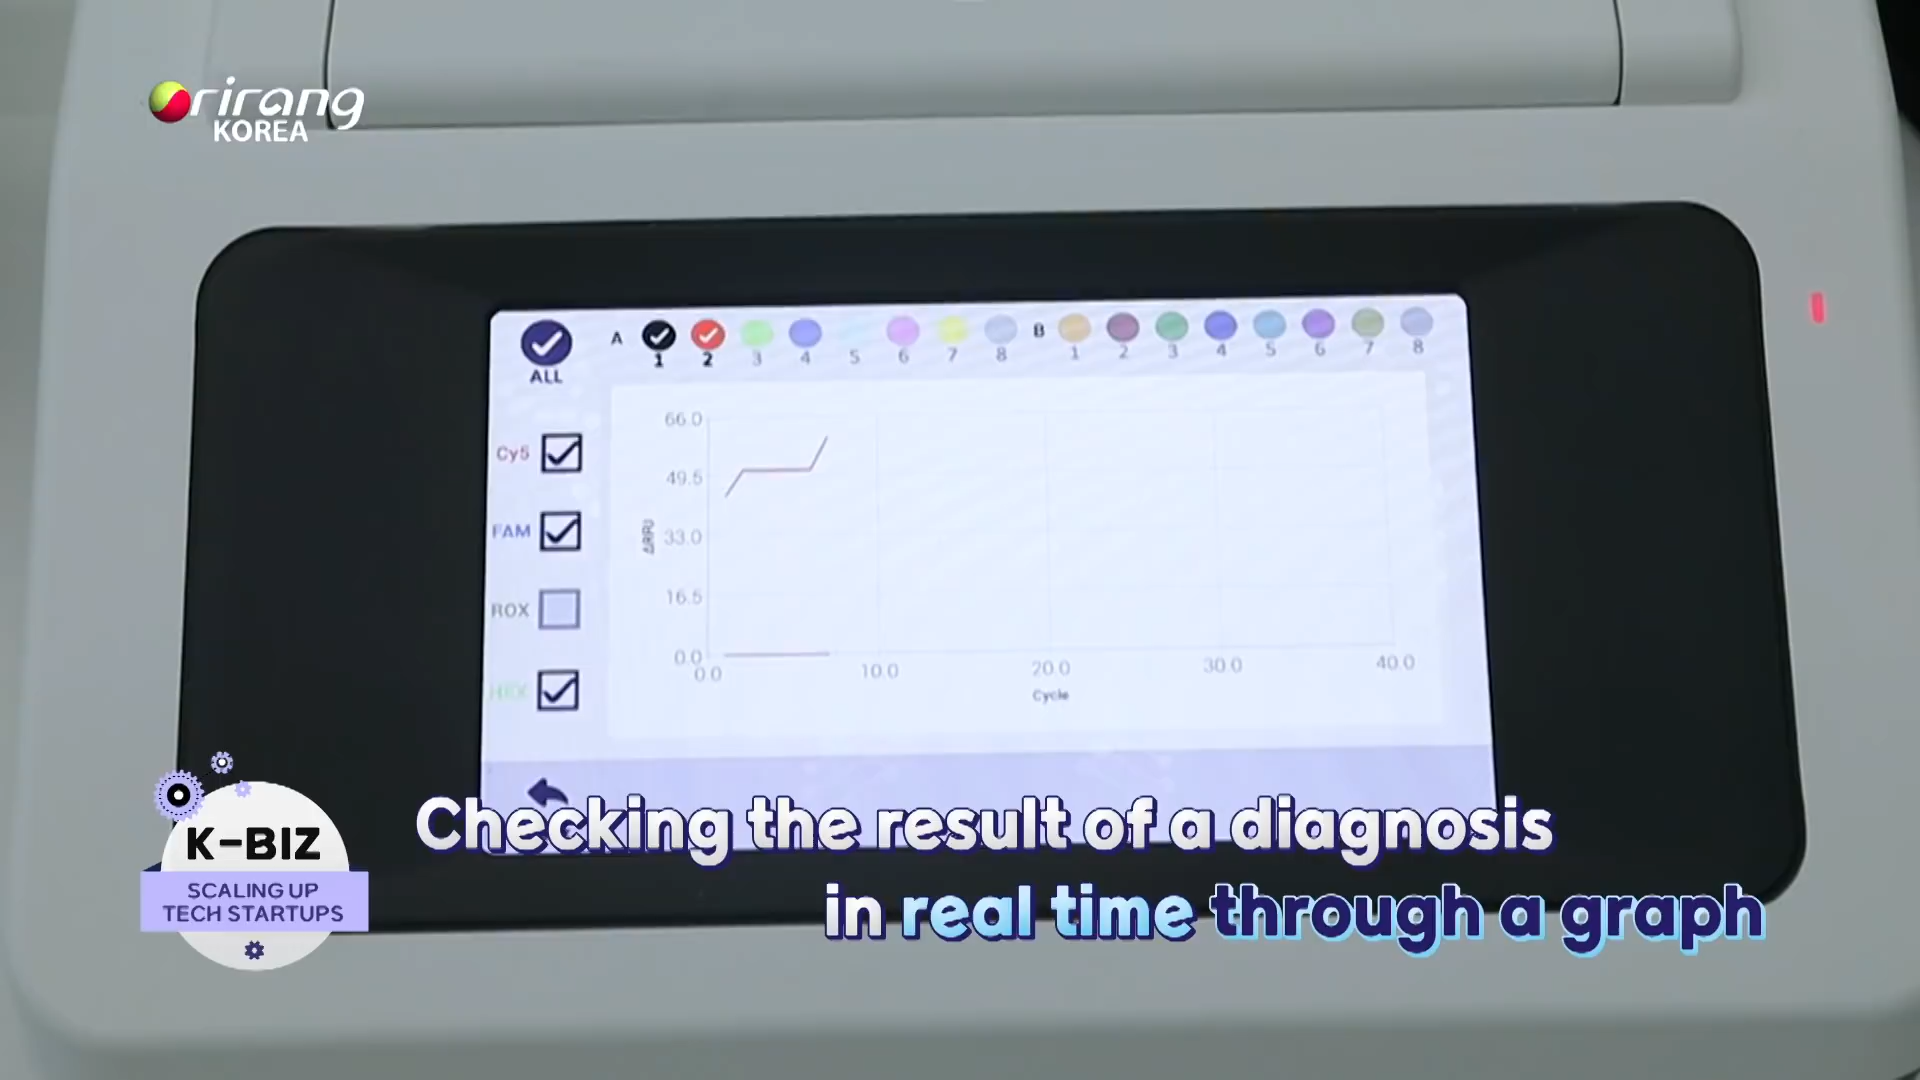 arirang
KOREA
A 1 2 3 4 5 6 7 8 B 1 2 3 4 5 6 7 8
ALL
Cy5
FAM
ROX
HEX
66.0
49.5
33.0
16.5
0.0
ΔRFU
0.0 10.0 20.0 30.0 40.0
Cycle
K-BIZ
SCALING UP
TECH STARTUPS
Checking the result of a diagnosis
in real time through a graph